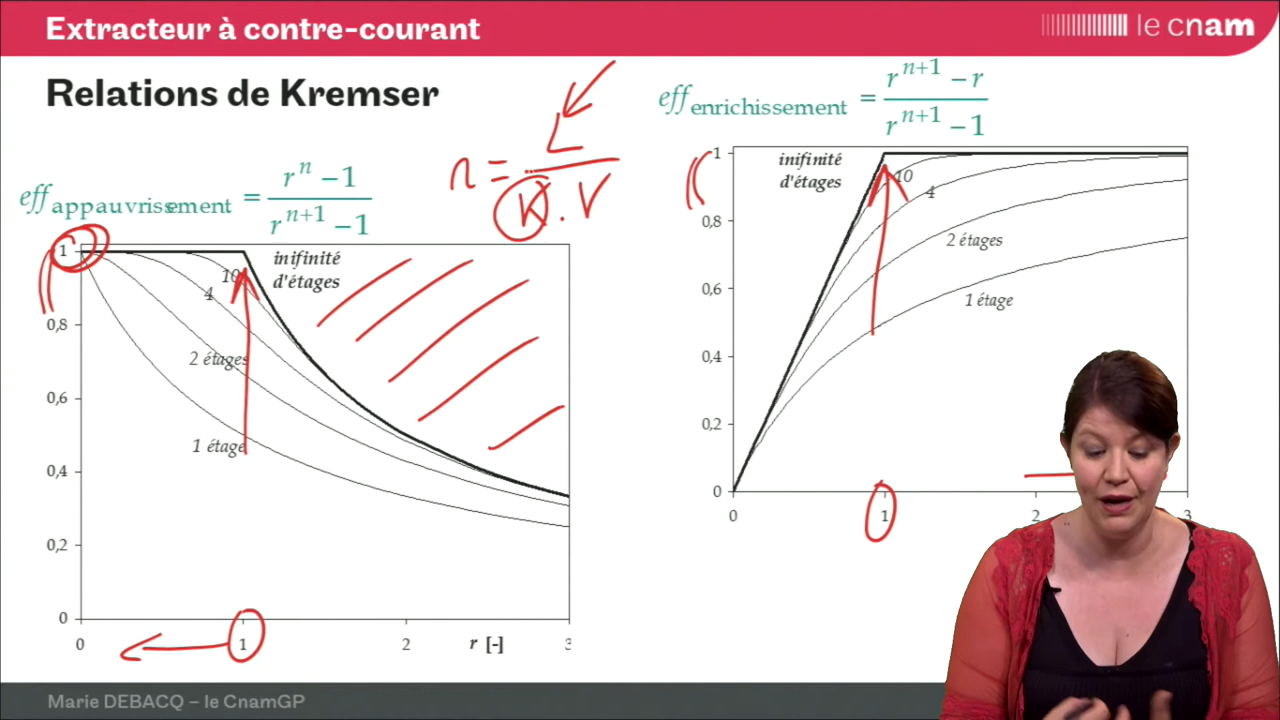 Extracteur à contre-courant
le cnam
Relations de Kremser
eff appauvrissement = (r^n − 1) / (r^{n+1} − 1)
r = L / (K . V)
eff enrichissement = (r^{n+1} − r) / (r^{n+1} − 1)
1
0,8
0,6
0,4
0,2
0
0
1
2
3
r [-]
inifinité
d'étages
10
4
2 étages
1 étage
1
0,8
0,6
0,4
0,2
0
0
1
2
3
inifinité
d'étages
10
4
2 étages
1 étage
Marie DEBACQ – le CnamGP